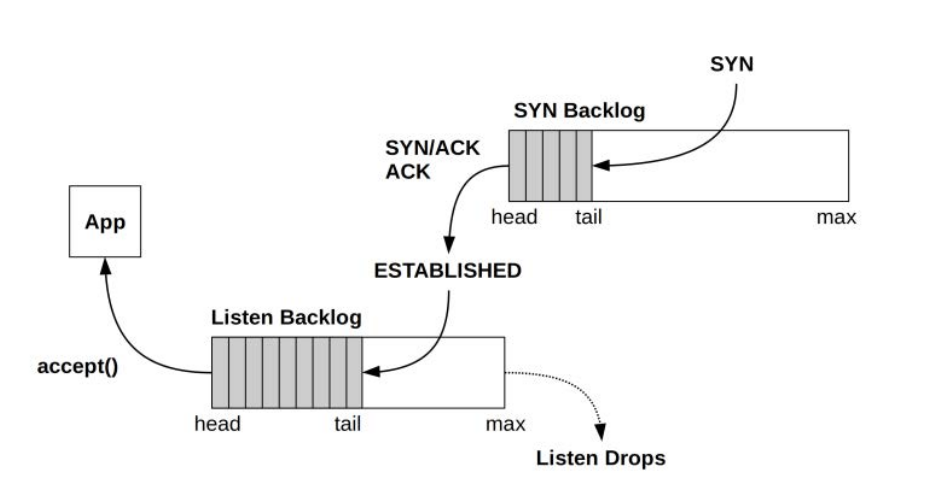 SYN
SYN Backlog
SYN/ACK
ACK
head
tail
max
App
ESTABLISHED
Listen Backlog
accept()
head
tail
max
Listen Drops